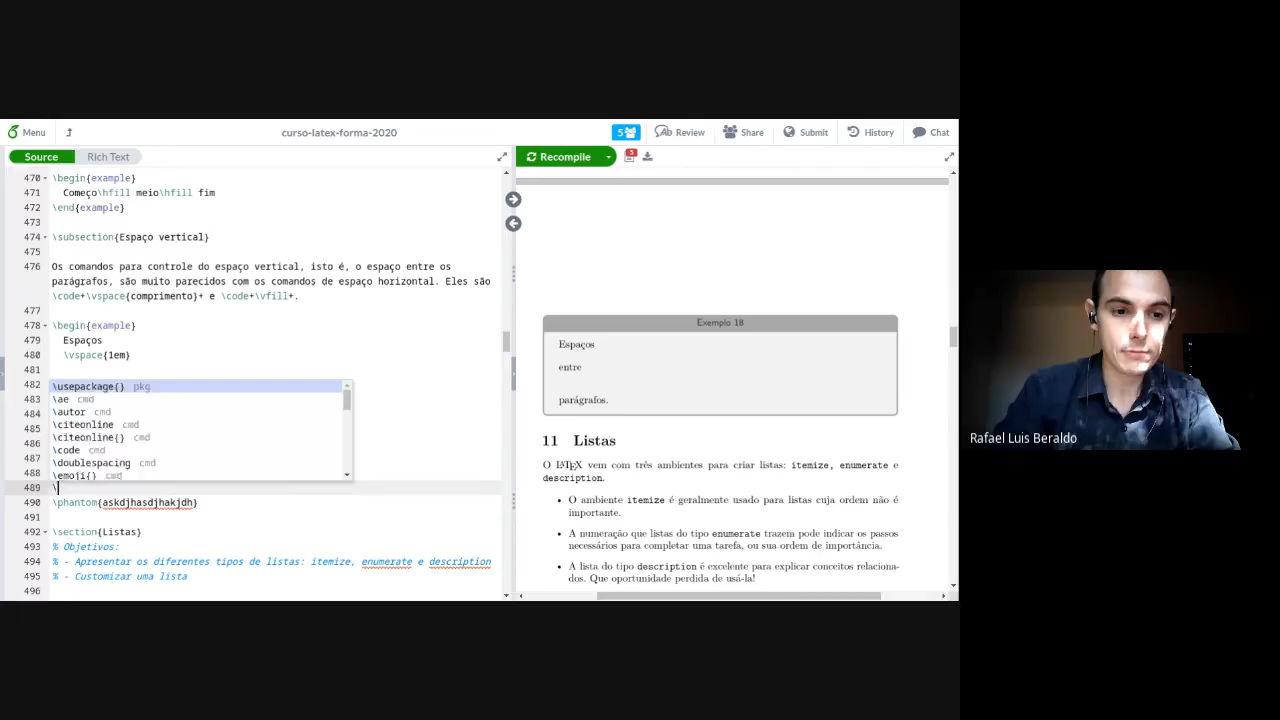 Menu
curso-latex-forma-2020
5
Review
Share
Submit
History
Chat
Source
Rich Text
Recompile
5
470 \begin{example}
471 Começo\hfill meio\hfill fim
472 \end{example}
473
474 \subsection{Espaço vertical}
475
476 Os comandos para controle do espaço vertical, isto é, o espaço entre os
parágrafos, são muito parecidos com os comandos de espaço horizontal. Eles são
\code+\vspace{comprimento}+ e \code+\vfill+.
477
478 \begin{example}
479 Espaços
480 \vspace{1em}
481
482 \usepackage{} pkg
483 \ae cmd
484 \autor cmd
485 \citeonline cmd
486 \citeonline{} cmd
487 \code cmd
\doublespacing cmd
488 \emoji{} cmd
489 \
490 \phantom{askdjhasdjhakjdh}
491
492 \section{Listas}
493 % Objetivos:
494 % - Apresentar os diferentes tipos de listas: itemize, enumerate e description
495 % - Customizar uma lista
496
Exemplo 18
Espaços
entre
parágrafos.
11 Listas
O LATEX vem com três ambientes para criar listas: itemize, enumerate e
description.
• O ambiente itemize é geralmente usado para listas cuja ordem não é
importante.
• A numeração que listas do tipo enumerate trazem pode indicar os passos
necessários para completar uma tarefa, ou sua ordem de importância.
• A lista do tipo description é excelente para explicar conceitos relaciona-
dos. Que oportunidade perdida de usá-la!
Rafael Luis Beraldo